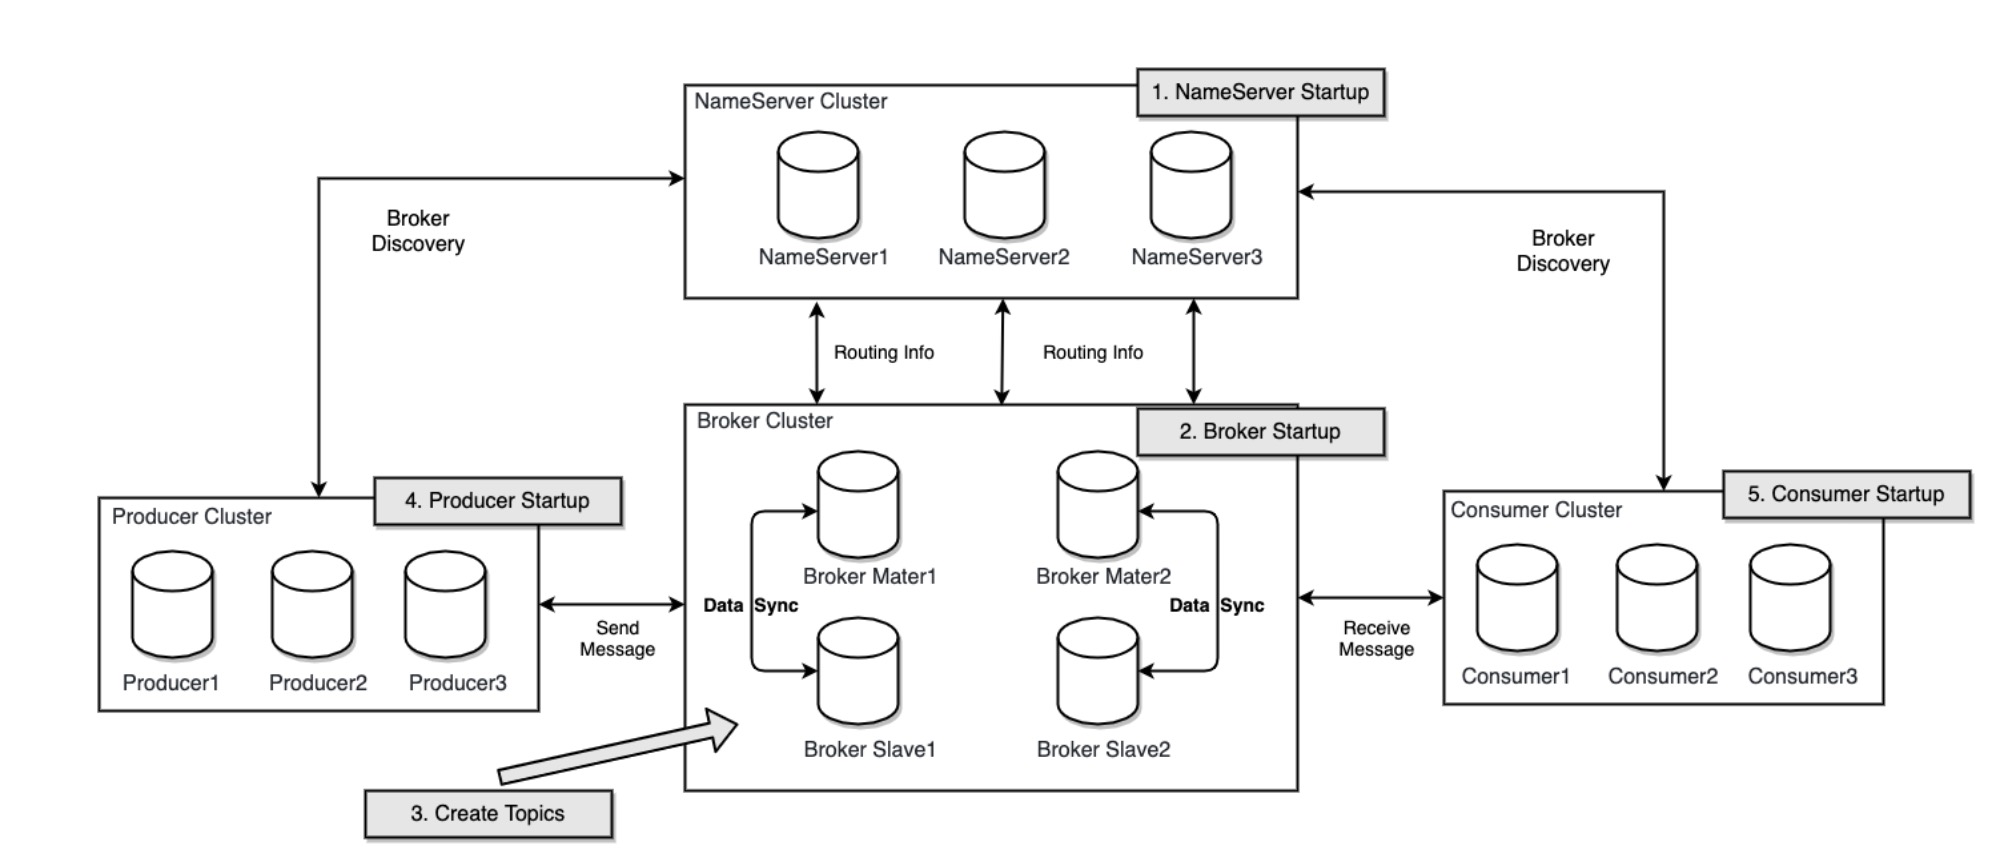 1. NameServer Startup
NameServer Cluster
NameServer1
NameServer2
NameServer3
Broker
Discovery
Broker
Discovery
Routing Info
Routing Info
Broker Cluster
2. Broker Startup
Broker Mater1
Broker Mater2
Data Sync
Data Sync
Broker Slave1
Broker Slave2
4. Producer Startup
Producer Cluster
Producer1
Producer2
Producer3
Send
Message
5. Consumer Startup
Consumer Cluster
Consumer1
Consumer2
Consumer3
Receive
Message
3. Create Topics